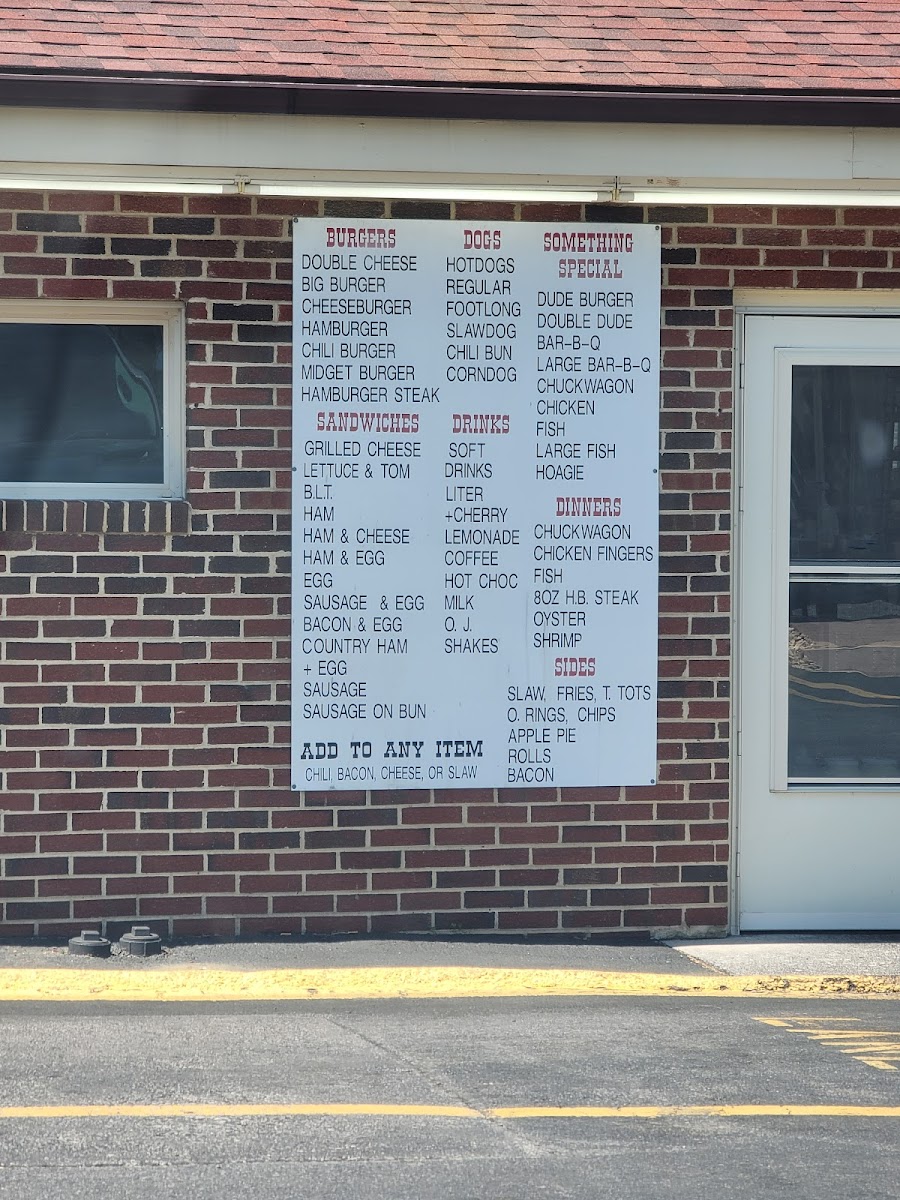 BURGERS
DOUBLE CHEESE
BIG BURGER
CHEESEBURGER
HAMBURGER
CHILI BURGER
MIDGET BURGER
HAMBURGER STEAK
SANDWICHES
GRILLED CHEESE
LETTUCE & TOM
B.L.T.
HAM
HAM & CHEESE
HAM & EGG
EGG
SAUSAGE & EGG
BACON & EGG
COUNTRY HAM
+ EGG
SAUSAGE
SAUSAGE ON BUN
ADD TO ANY ITEM
CHILI, BACON, CHEESE, OR SLAW
DOGS
HOTDOGS
REGULAR
FOOTLONG
SLAWDOG
CHILI BUN
CORNDOG
DRINKS
SOFT
DRINKS
LITER
+CHERRY
LEMONADE
COFFEE
HOT CHOC
MILK
O. J.
SHAKES
SOMETHING
SPECIAL
DUDE BURGER
DOUBLE DUDE
BAR-B-Q
LARGE BAR-B-Q
CHUCKWAGON
CHICKEN
FISH
LARGE FISH
HOAGIE
DINNERS
CHUCKWAGON
CHICKEN FINGERS
FISH
8OZ H.B. STEAK
OYSTER
SHRIMP
SIDES
SLAW, FRIES, T. TOTS
O. RINGS, CHIPS
APPLE PIE
ROLLS
BACON